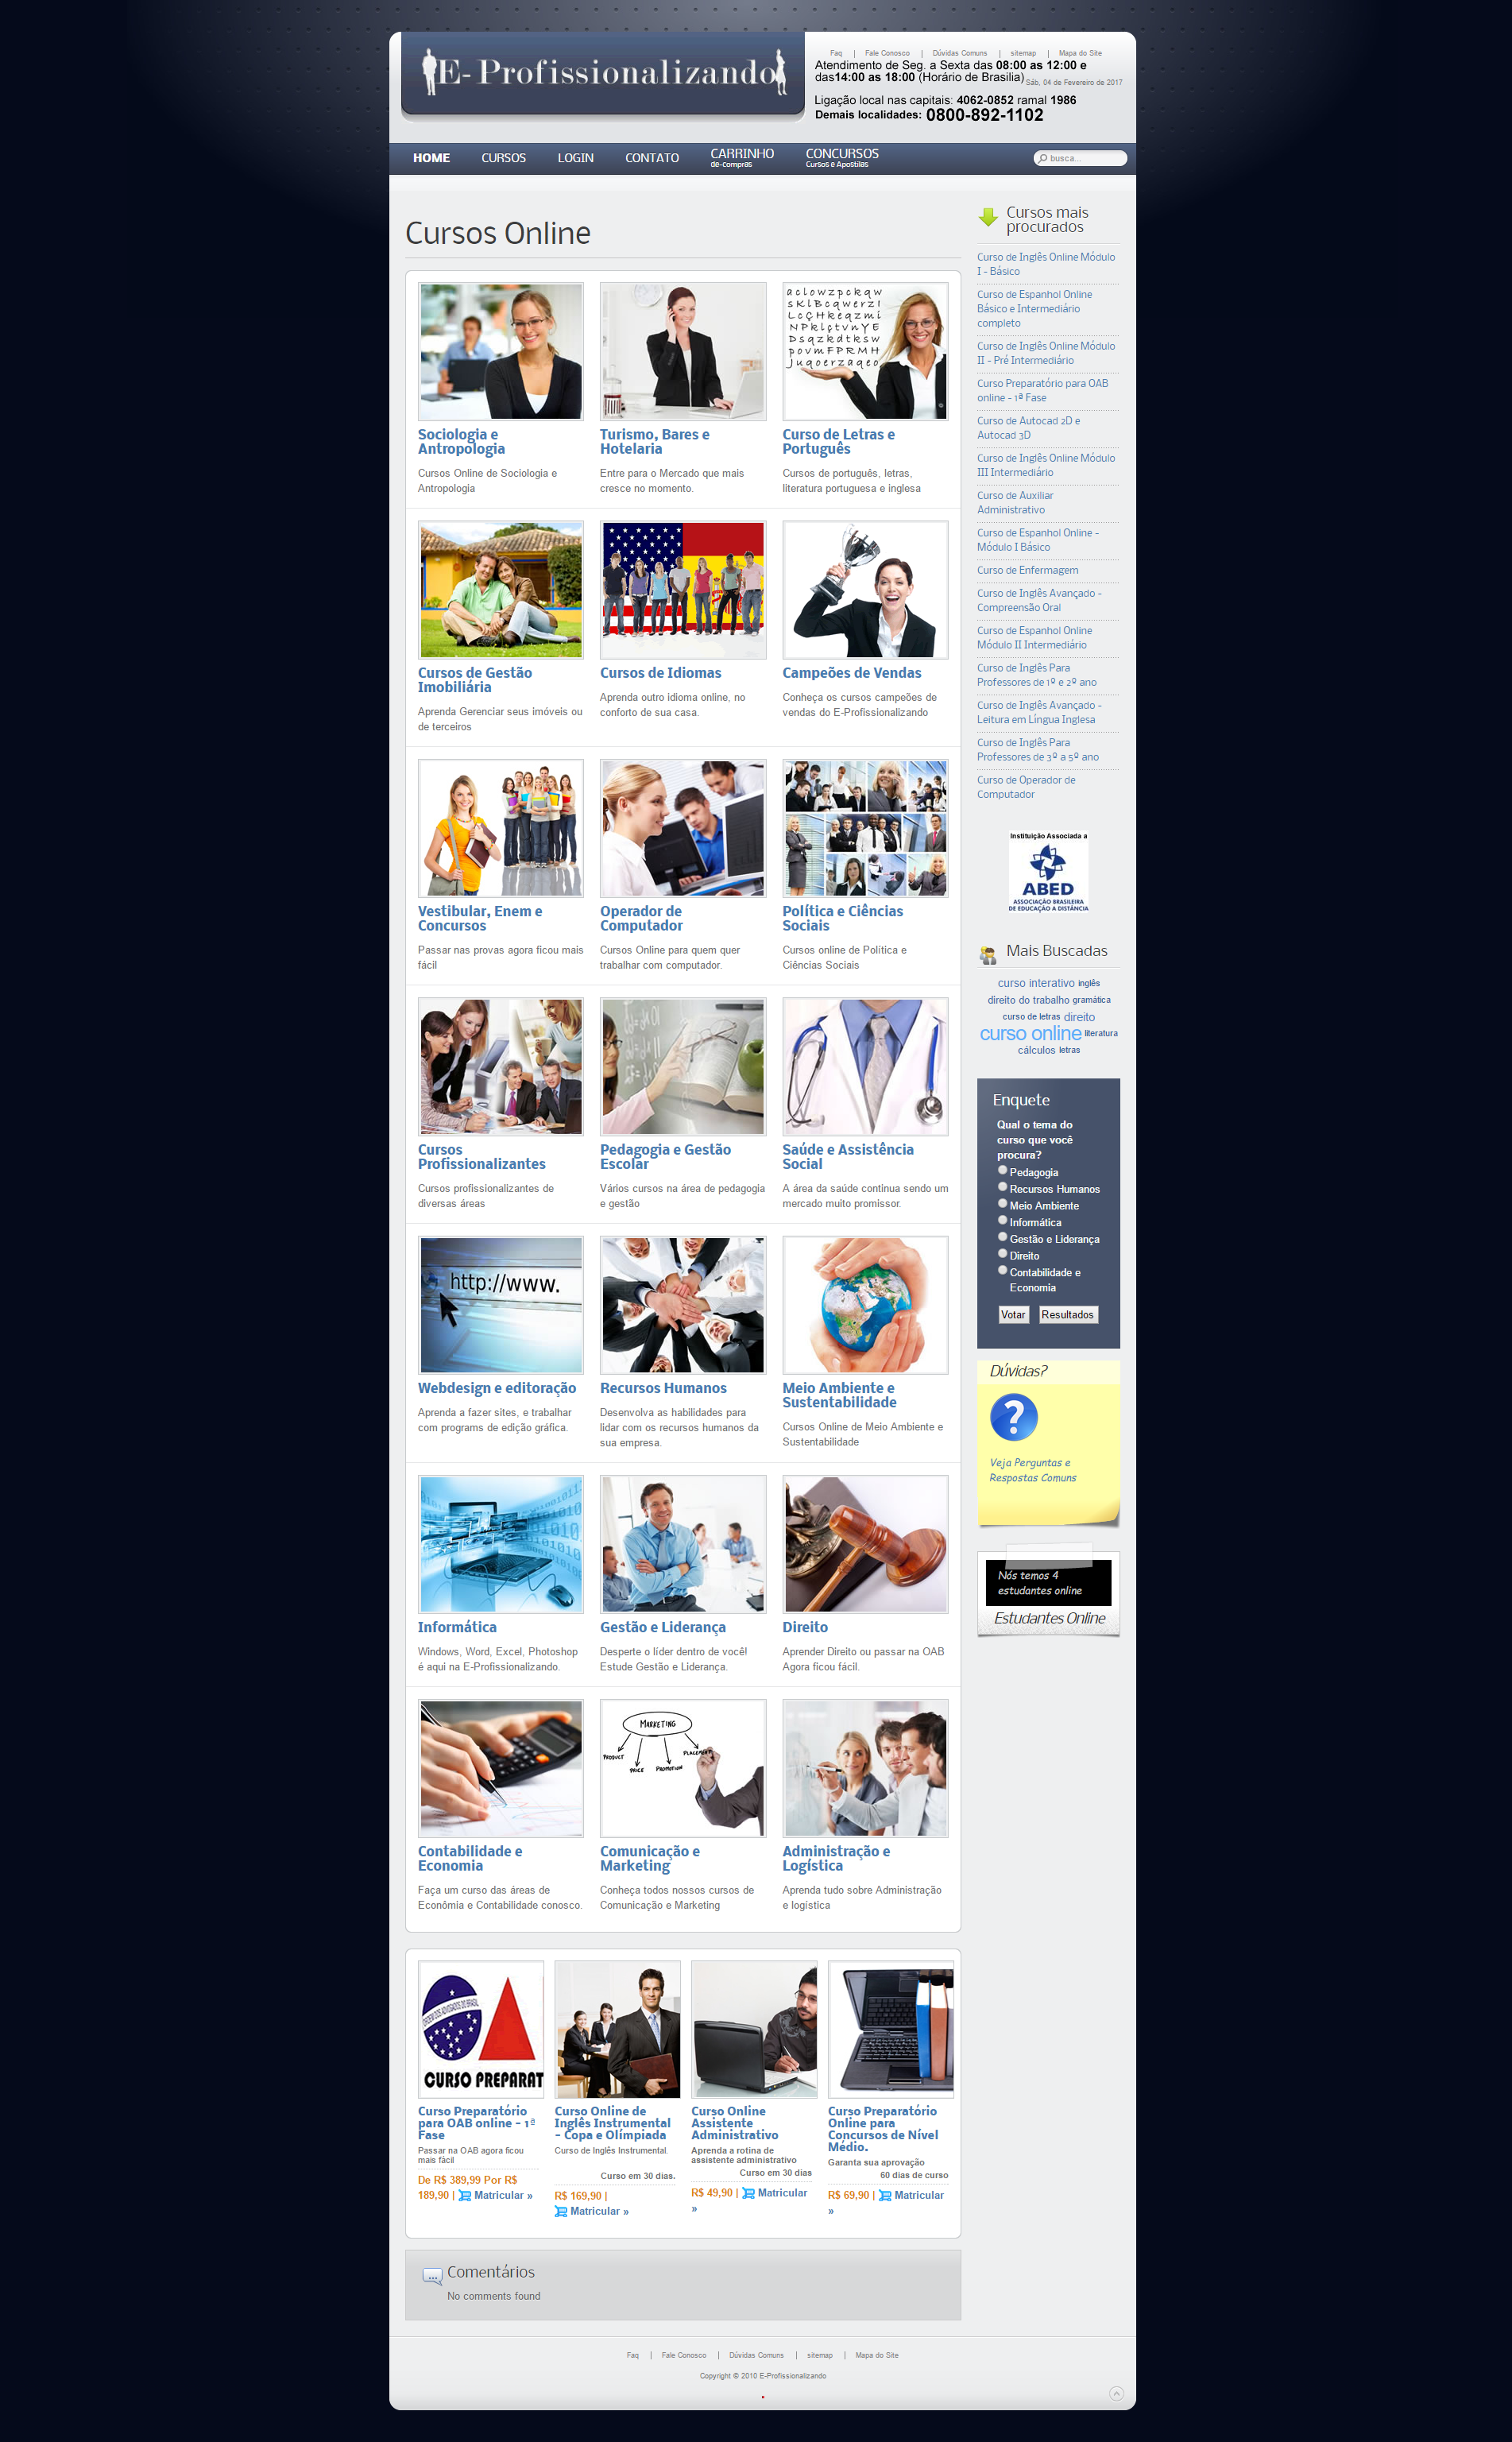 E-Profissionalizando
Faq | Fale Conosco | Dúvidas Comuns | sitemap | Mapa do Site
Atendimento de Seg. a Sexta das 08:00 as 12:00 e
das14:00 as 18:00 (Horário de Brasilia)
Sáb, 04 de Fevereiro de 2017
Ligação local nas capitais: 4062-0852 ramal 1986
Demais localidades: 0800-892-1102
HOME CURSOS LOGIN CONTATO CARRINHO CONCURSOS
de-compras Cursos e Apostilas
busca...
Cursos Online
aclowzpckqw
sKlBcqwerzI
LÇHkeqzmí
NPklçtvnYE
Dsqzkdtksw
povmFPRMH
juqoerzaqeo
Sociologia e
Antropologia
Cursos Online de Sociologia e
Antropologia
Turismo, Bares e
Hotelaria
Entre para o Mercado que mais
cresce no momento.
Curso de Letras e
Português
Cursos de português, letras,
literatura portuguesa e inglesa
Cursos de Gestão
Imobiliária
Aprenda Gerenciar seus imóveis ou
de terceiros
Cursos de Idiomas
Aprenda outro idioma online, no
conforto de sua casa.
Campeões de Vendas
Conheça os cursos campeões de
vendas do E-Profissionalizando
Vestibular, Enem e
Concursos
Passar nas provas agora ficou mais
fácil
Operador de
Computador
Cursos Online para quem quer
trabalhar com computador.
Política e Ciências
Sociais
Cursos online de Política e
Ciências Sociais
Cursos
Profissionalizantes
Cursos profissionalizantes de
diversas áreas
Pedagogia e Gestão
Escolar
Vários cursos na área de pedagogia
e gestão
Saúde e Assistência
Social
A área da saúde continua sendo um
mercado muito promissor.
http://www.
Webdesign e editoração
Aprenda a fazer sites, e trabalhar
com programs de edição gráfica.
Recursos Humanos
Desenvolva as habilidades para
lidar com os recursos humanos da
sua empresa.
Meio Ambiente e
Sustentabilidade
Cursos Online de Meio Ambiente e
Sustentabilidade
Informática
Windows, Word, Excel, Photoshop
é aqui na E-Profissionalizando.
Gestão e Liderança
Desperte o líder dentro de você!
Estude Gestão e Liderança.
Direito
Aprender Direito ou passar na OAB
Agora ficou fácil.
MARKETING
PRODUCT
PRICE
PROMOTION
PLACEMENT
Contabilidade e
Economia
Faça um curso das áreas de
Econômia e Contabilidade conosco.
Comunicação e
Marketing
Conheça todos nossos cursos de
Comunicação e Marketing
Administração e
Logística
Aprenda tudo sobre Administração
e logística
CURSO PREPARAT
Curso Preparatório
para OAB online - 1ª
Fase
Passar na OAB agora ficou
mais fácil
De R$ 389,99 Por R$
189,90 | Matricular »
Curso Online de
Inglês Instrumental
- Copa e Olímpiada
Curso de Inglês Instrumental.
Curso em 30 dias.
R$ 169,90 |
Matricular »
Curso Online
Assistente
Administrativo
Aprenda a rotina de
assistente administrativo
Curso em 30 dias
R$ 49,90 | Matricular
»
Curso Preparatório
Online para
Concursos de Nível
Médio.
Garanta sua aprovação
60 dias de curso
R$ 69,90 | Matricular
»
Comentários
No comments found
Cursos mais
procurados
Curso de Inglês Online Módulo
I - Básico
Curso de Espanhol Online
Básico e Intermediário
completo
Curso de Inglês Online Módulo
II - Pré Intermediário
Curso Preparatório para OAB
online - 1ª Fase
Curso de Autocad 2D e
Autocad 3D
Curso de Inglês Online Módulo
III Intermediário
Curso de Auxiliar
Administrativo
Curso de Espanhol Online -
Módulo I Básico
Curso de Enfermagem
Curso de Inglês Avançado -
Compreensão Oral
Curso de Espanhol Online
Módulo II Intermediário
Curso de Inglês Para
Professores de 1º e 2º ano
Curso de Inglês Avançado -
Leitura em Língua Inglesa
Curso de Inglês Para
Professores de 3º a 5º ano
Curso de Operador de
Computador
Instituição Associada a
ABED
ASSOCIAÇÃO BRASILEIRA
DE EDUCAÇÃO A DISTÂNCIA
Mais Buscadas
curso interativo inglês
direito do trabalho gramática
curso de letras direito
curso online literatura
cálculos letras
Enquete
Qual o tema do
curso que você
procura?
Pedagogia
Recursos Humanos
Meio Ambiente
Informática
Gestão e Liderança
Direito
Contabilidade e
Economia
Votar Resultados
Dúvidas?
?
Veja Perguntas e
Respostas Comuns
Nós temos 4
estudantes online
Estudantes Online
Faq | Fale Conosco | Dúvidas Comuns | sitemap | Mapa do Site
Copyright © 2010 E-Profissionalizando